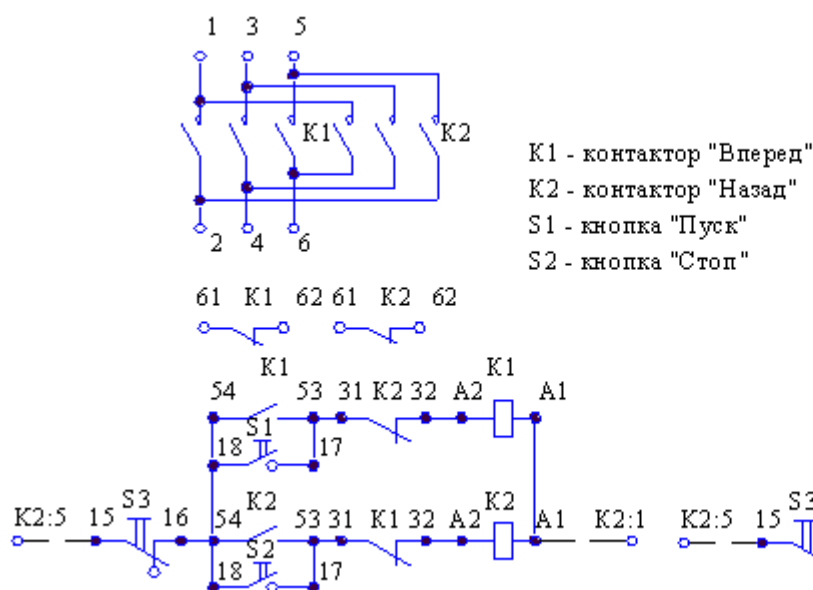 1 3 5
K1 K2
K1 - контактор "Вперед"
K2 - контактор "Назад"
S1 - кнопка "Пуск"
S2 - кнопка "Стоп"
2 4 6
61 K1 62 61 K2 62
K1 K1
54 53 31 K2 32 A2 A1
S1
18 17
S3 K2 K2 S3
K2:5 15 16 54 53 31 K1 32 A2 A1 K2:1 K2:5 15
S2
18 17